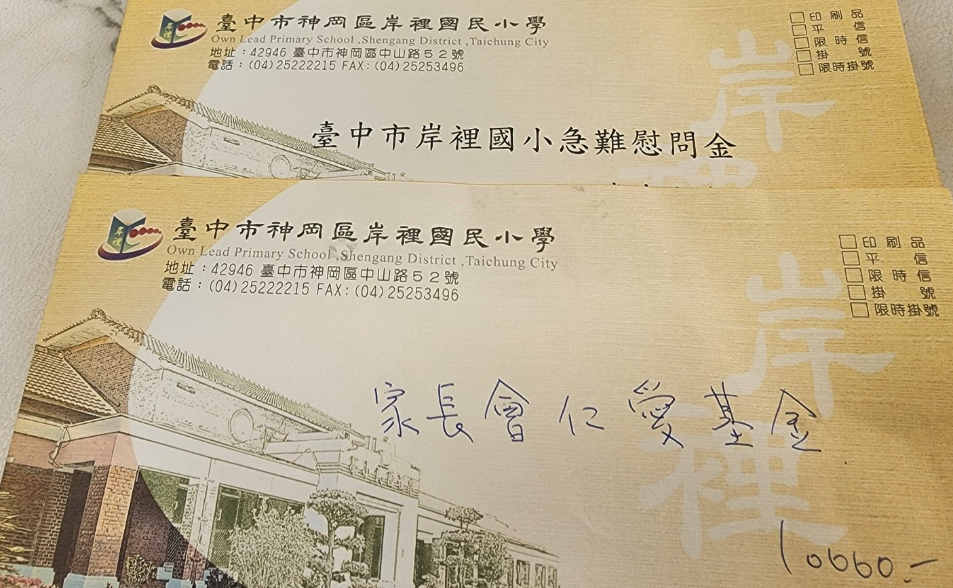 臺中市神岡區岸裡國民小學
Own Lead Primary School ,Shengang District ,Taichung City
地址：42946 臺中市神岡區中山路５２號
電話：(04)25222215 FAX：(04)25253496
□印刷品
□平信
□限時信
□掛號
□限時掛號
岸裡
臺中市岸裡國小急難慰問金
岸裡
臺中市神岡區岸裡國民小學
Own Lead Primary School ,Shengang District ,Taichung City
地址：42946 臺中市神岡區中山路５２號
電話：(04)25222215 FAX：(04)25253496
□印刷品
□平信
□限時信
□掛號
□限時掛號
岸裡
岸裡
家長會仁愛基金
10660-